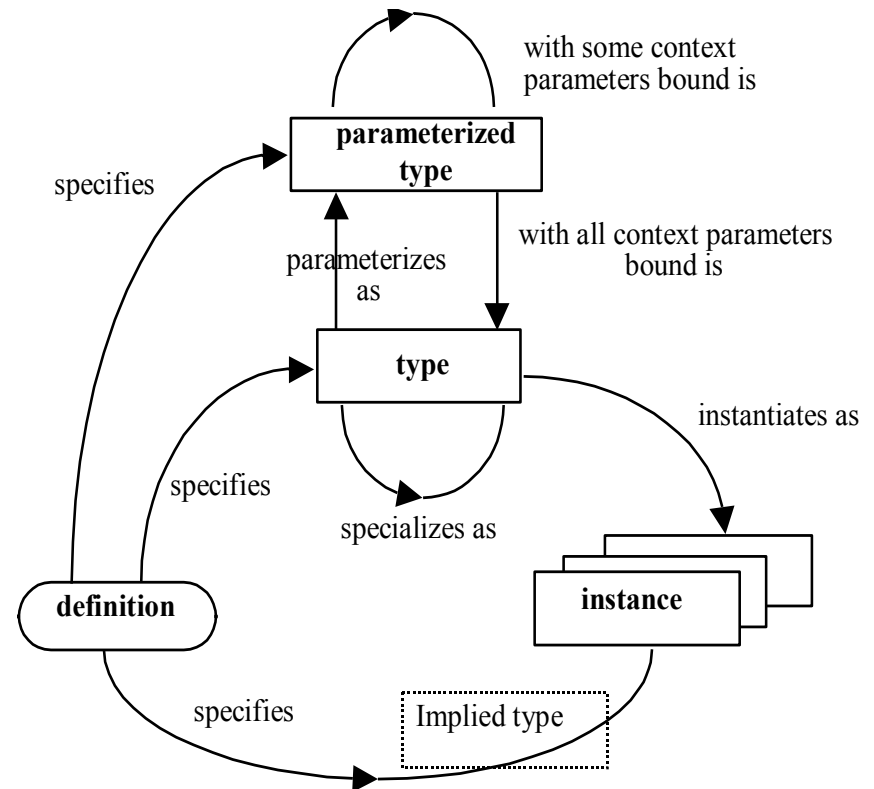 with some context
parameters bound is
parameterized
type
specifies
with all context parameters
bound is
parameterizes
as
type
instantiates as
specifies
specializes as
definition
instance
specifies
Implied type